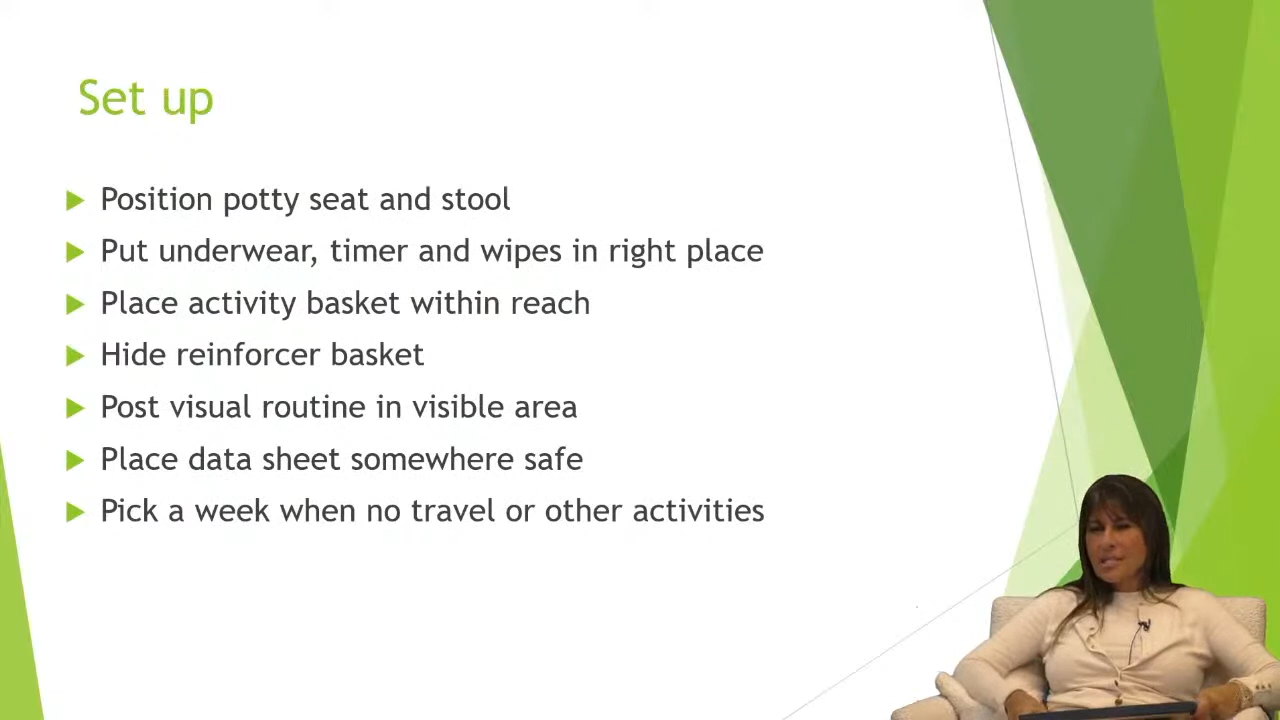 Set up
Position potty seat and stool
Put underwear, timer and wipes in right place
Place activity basket within reach
Hide reinforcer basket
Post visual routine in visible area
Place data sheet somewhere safe
Pick a week when no travel or other activities